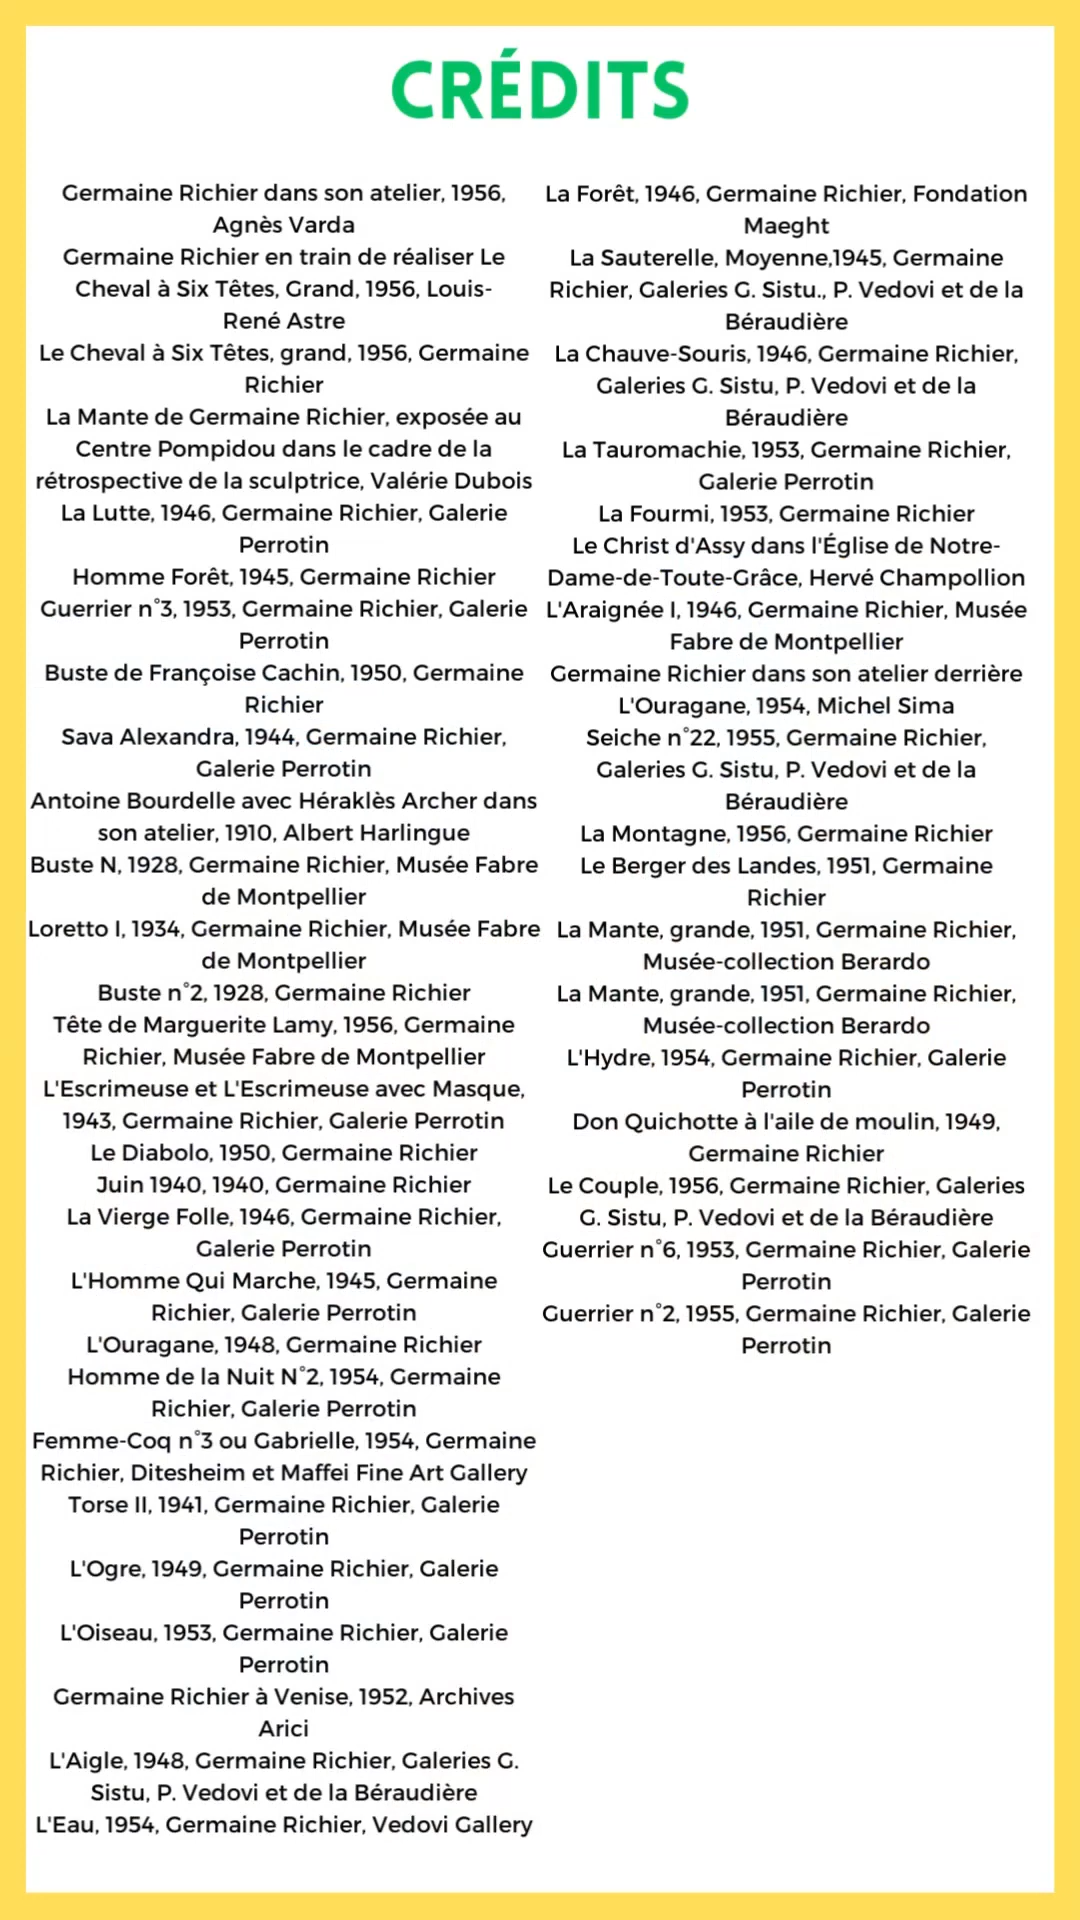 CRÉDITS
Germaine Richier dans son atelier, 1956,
Agnès Varda
Germaine Richier en train de réaliser Le
Cheval à Six Têtes, Grand, 1956, Louis-
René Astre
Le Cheval à Six Têtes, grand, 1956, Germaine
Richier
La Mante de Germaine Richier, exposée au
Centre Pompidou dans le cadre de la
rétrospective de la sculptrice, Valérie Dubois
La Lutte, 1946, Germaine Richier, Galerie
Perrotin
Homme Forêt, 1945, Germaine Richier
Guerrier n°3, 1953, Germaine Richier, Galerie
Perrotin
Buste de Françoise Cachin, 1950, Germaine
Richier
Sava Alexandra, 1944, Germaine Richier,
Galerie Perrotin
Antoine Bourdelle avec Héraklès Archer dans
son atelier, 1910, Albert Harlingue
Buste N, 1928, Germaine Richier, Musée Fabre
de Montpellier
Loretto I, 1934, Germaine Richier, Musée Fabre
de Montpellier
Buste n°2, 1928, Germaine Richier
Tête de Marguerite Lamy, 1956, Germaine
Richier, Musée Fabre de Montpellier
L'Escrimeuse et L'Escrimeuse avec Masque,
1943, Germaine Richier, Galerie Perrotin
Le Diabolo, 1950, Germaine Richier
Juin 1940, 1940, Germaine Richier
La Vierge Folle, 1946, Germaine Richier,
Galerie Perrotin
L'Homme Qui Marche, 1945, Germaine
Richier, Galerie Perrotin
L'Ouragane, 1948, Germaine Richier
Homme de la Nuit N°2, 1954, Germaine
Richier, Galerie Perrotin
Femme-Coq n°3 ou Gabrielle, 1954, Germaine
Richier, Ditesheim et Maffei Fine Art Gallery
Torse II, 1941, Germaine Richier, Galerie
Perrotin
L'Ogre, 1949, Germaine Richier, Galerie
Perrotin
L'Oiseau, 1953, Germaine Richier, Galerie
Perrotin
Germaine Richier à Venise, 1952, Archives
Arici
L'Aigle, 1948, Germaine Richier, Galeries G.
Sistu, P. Vedovi et de la Béraudière
L'Eau, 1954, Germaine Richier, Vedovi Gallery
La Forêt, 1946, Germaine Richier, Fondation
Maeght
La Sauterelle, Moyenne,1945, Germaine
Richier, Galeries G. Sistu., P. Vedovi et de la
Béraudière
La Chauve-Souris, 1946, Germaine Richier,
Galeries G. Sistu, P. Vedovi et de la
Béraudière
La Tauromachie, 1953, Germaine Richier,
Galerie Perrotin
La Fourmi, 1953, Germaine Richier
Le Christ d'Assy dans l'Église de Notre-
Dame-de-Toute-Grâce, Hervé Champollion
L'Araignée I, 1946, Germaine Richier, Musée
Fabre de Montpellier
Germaine Richier dans son atelier derrière
L'Ouragane, 1954, Michel Sima
Seiche n°22, 1955, Germaine Richier,
Galeries G. Sistu, P. Vedovi et de la
Béraudière
La Montagne, 1956, Germaine Richier
Le Berger des Landes, 1951, Germaine
Richier
La Mante, grande, 1951, Germaine Richier,
Musée-collection Berardo
La Mante, grande, 1951, Germaine Richier,
Musée-collection Berardo
L'Hydre, 1954, Germaine Richier, Galerie
Perrotin
Don Quichotte à l'aile de moulin, 1949,
Germaine Richier
Le Couple, 1956, Germaine Richier, Galeries
G. Sistu, P. Vedovi et de la Béraudière
Guerrier n°6, 1953, Germaine Richier, Galerie
Perrotin
Guerrier n°2, 1955, Germaine Richier, Galerie
Perrotin